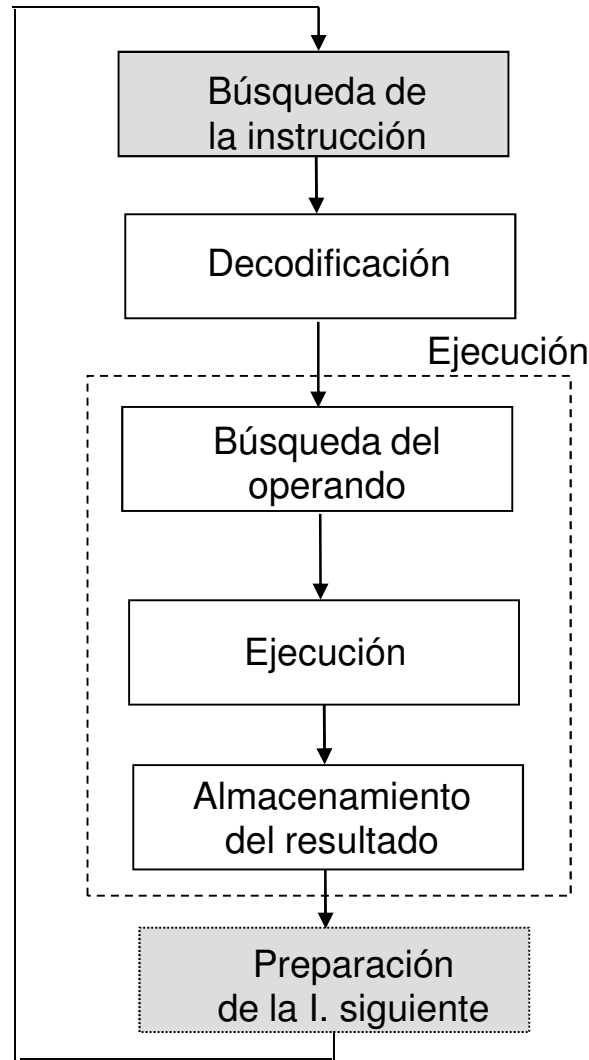 Búsqueda de
la instrucción
Decodificación
Ejecución
Búsqueda del
operando
Ejecución
Almacenamiento
del resultado
Preparación
de la I. siguiente